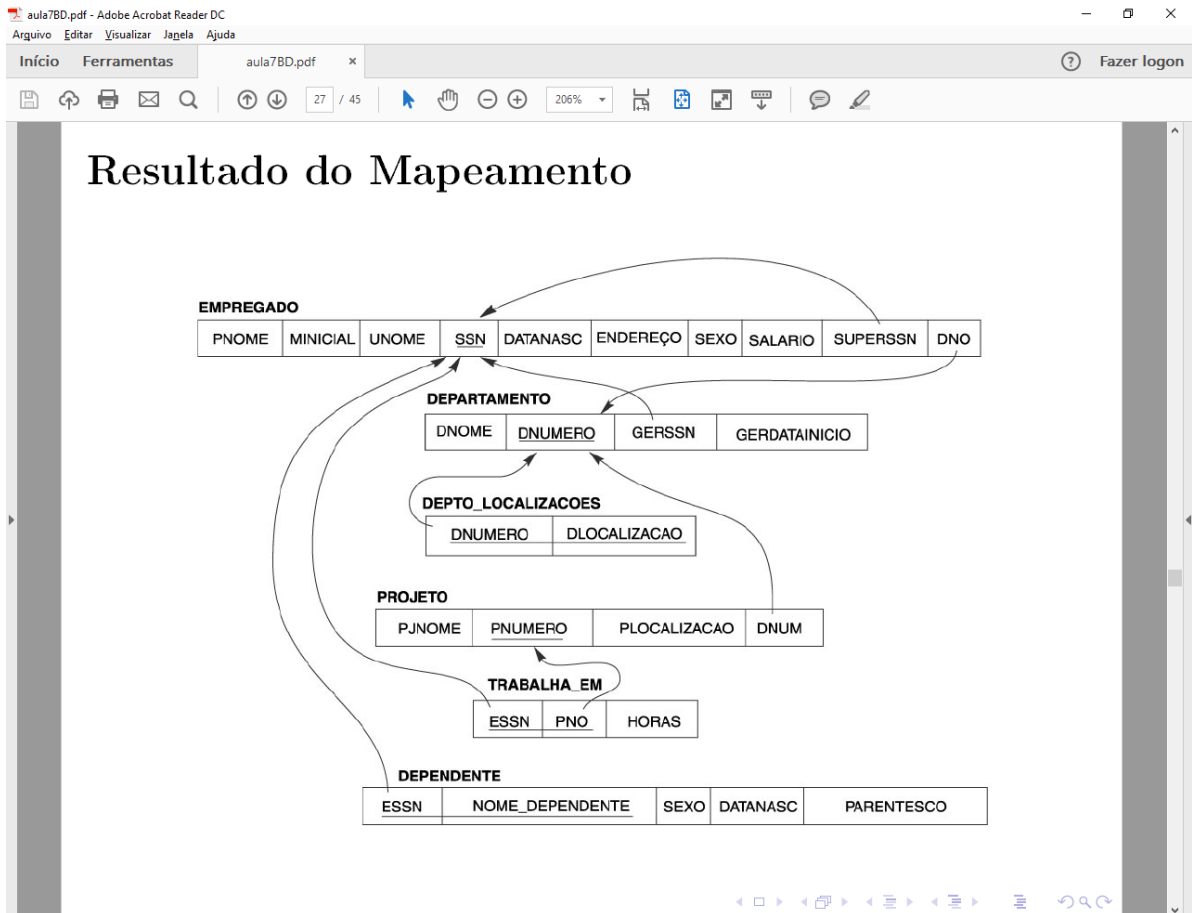 aula7BD.pdf - Adobe Acrobat Reader DC
Arquivo Editar Visualizar Janela Ajuda
Início Ferramentas aula7BD.pdf × ? Fazer logon
27 / 45 206%
Resultado do Mapeamento
EMPREGADO
PNOME MINICIAL UNOME SSN DATANASC ENDEREÇO SEXO SALARIO SUPERSSN DNO
DEPARTAMENTO
DNOME DNUMERO GERSSN GERDATAINICIO
DEPTO_LOCALIZACOES
DNUMERO DLOCALIZACAO
PROJETO
PJNOME PNUMERO PLOCALIZACAO DNUM
TRABALHA_EM
ESSN PNO HORAS
DEPENDENTE
ESSN NOME_DEPENDENTE SEXO DATANASC PARENTESCO